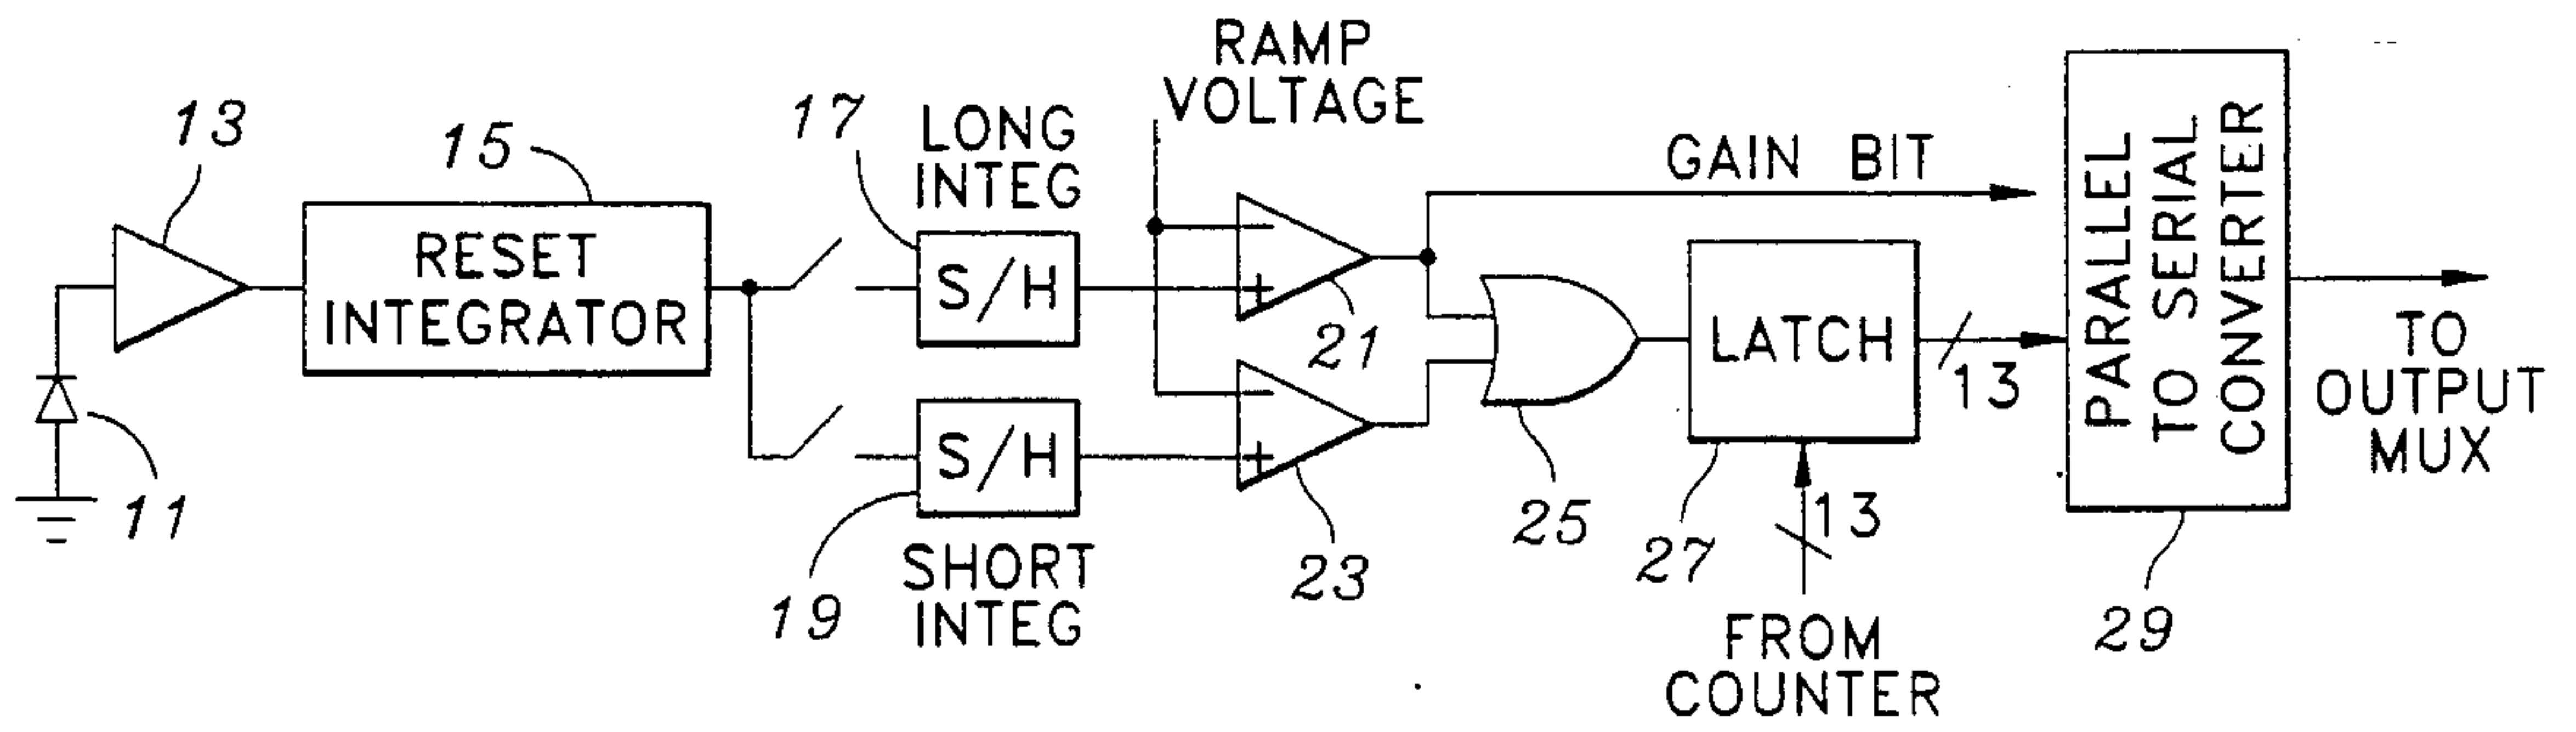 RAMP
VOLTAGE
13
15
17
LONG
INTEG
GAIN BIT
RESET
INTEGRATOR
S/H
−
+
21
LATCH
13
PARALLEL
TO SERIAL
CONVERTER
TO
OUTPUT
MUX
11
S/H
−
+
19
SHORT
INTEG
23
25
27
13
FROM
COUNTER
29